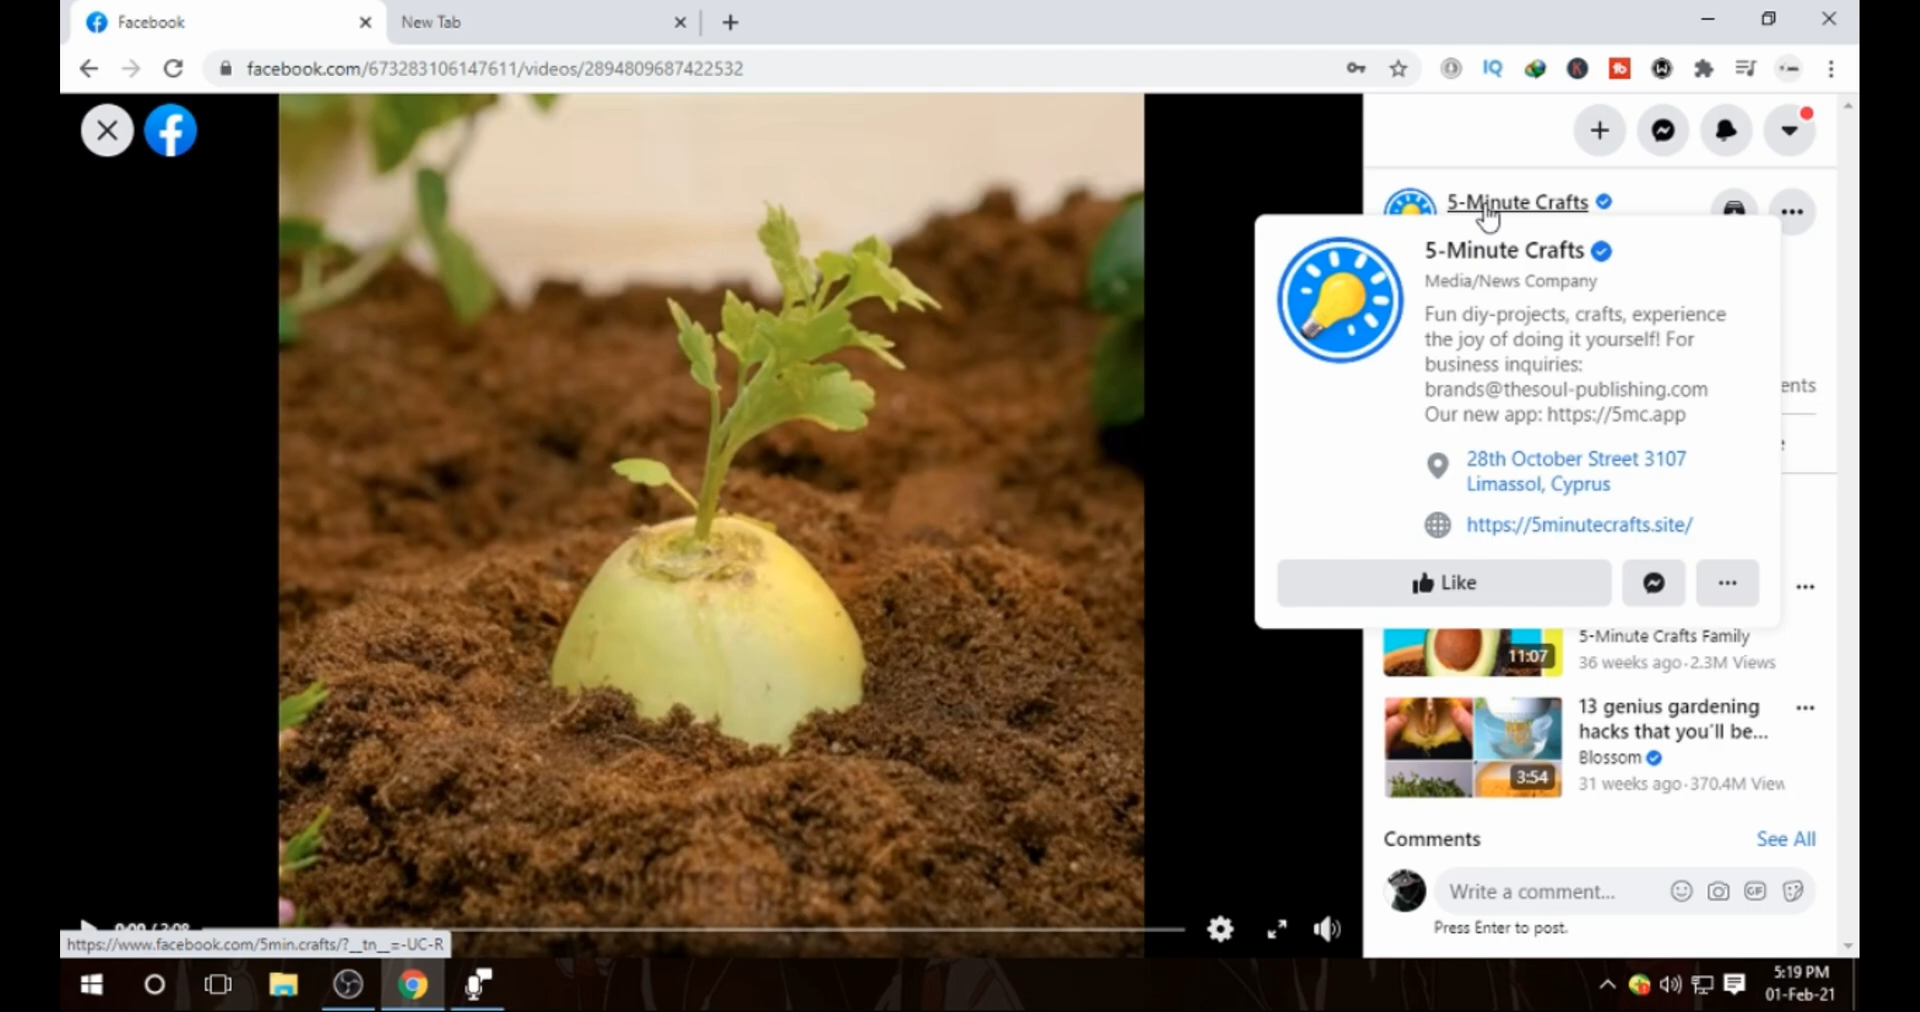 Facebook
New Tab
facebook.com/673283106147611/videos/2894809687422532
IQ
5-Minute Crafts
5-Minute Crafts
Media/News Company
Fun diy-projects, crafts, experience
the joy of doing it yourself! For
business inquiries:
brands@thesoul-publishing.com
Our new app: https://5mc.app
28th October Street 3107
Limassol, Cyprus
https://5minutecrafts.site/
Like
ents
11:07
5-Minute Crafts Family
36 weeks ago·2.3M Views
13 genius gardening
hacks that you'll be...
Blossom
3:54
31 weeks ago·370.4M View
Comments
See All
Write a comment...
GIF
Press Enter to post.
https://www.facebook.com/5min.crafts/?__tn__=-UC-R
5:19 PM
01-Feb-21